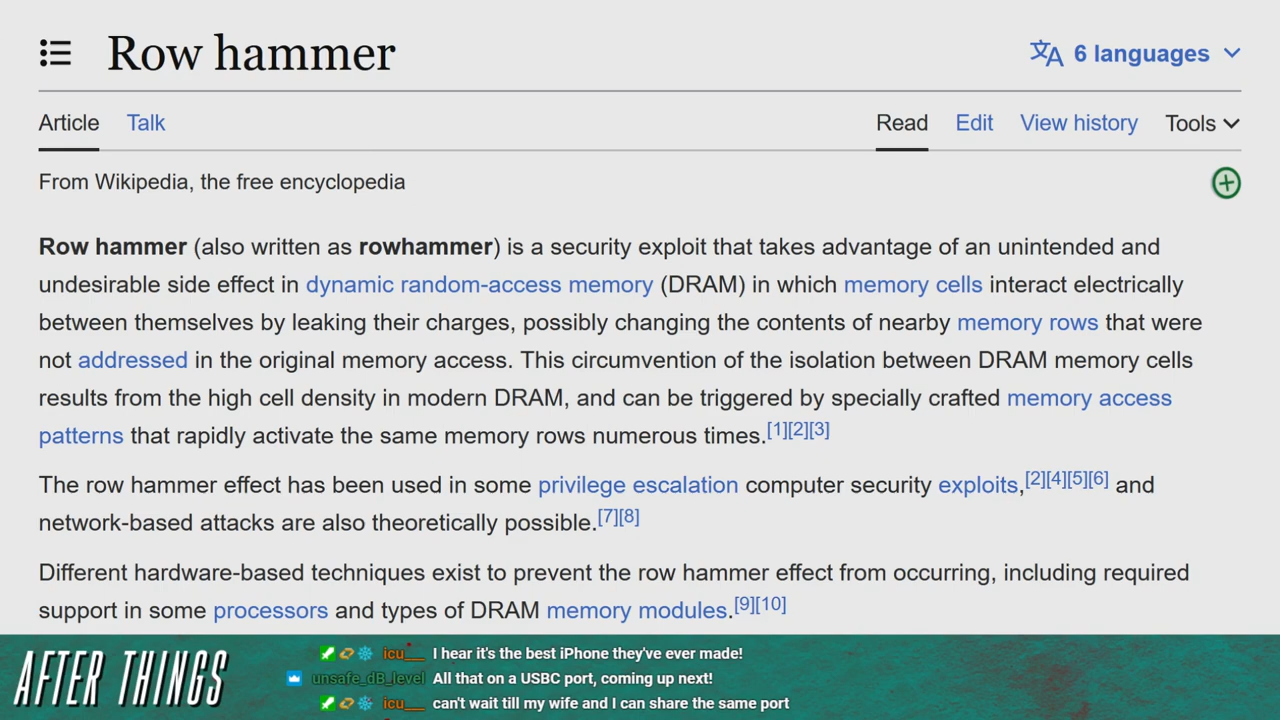 Row hammer
6 languages
Article Talk Read Edit View history Tools
From Wikipedia, the free encyclopedia
Row hammer (also written as rowhammer) is a security exploit that takes advantage of an unintended and
undesirable side effect in dynamic random-access memory (DRAM) in which memory cells interact electrically
between themselves by leaking their charges, possibly changing the contents of nearby memory rows that were
not addressed in the original memory access. This circumvention of the isolation between DRAM memory cells
results from the high cell density in modern DRAM, and can be triggered by specially crafted memory access
patterns that rapidly activate the same memory rows numerous times.[1][2][3]
The row hammer effect has been used in some privilege escalation computer security exploits,[2][4][5][6] and
network-based attacks are also theoretically possible.[7][8]
Different hardware-based techniques exist to prevent the row hammer effect from occurring, including required
support in some processors and types of DRAM memory modules.[9][10]
AFTER THINGS
icu__ I hear it's the best iPhone they've ever made!
unsafe_dB_level All that on a USBC port, coming up next!
icu__ can't wait till my wife and I can share the same port